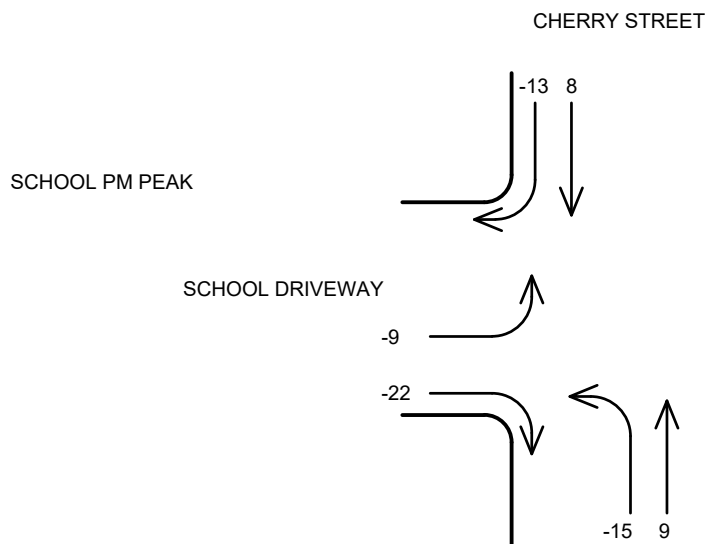 CHERRY STREET
-13 8
SCHOOL PM PEAK
SCHOOL DRIVEWAY
-9
-22
-15 9